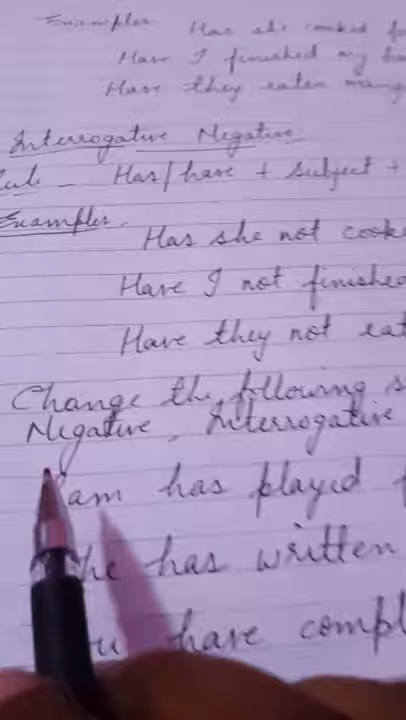 Examples Has she cooked
Have I finished my
Have they eaten
Interrogative Negative
Has/have + subject +
Examples.
Has she not cook
Have I not finished
Have they not eat
Change the following s
Negative, Interrogative
am has played
he has written
u have compl